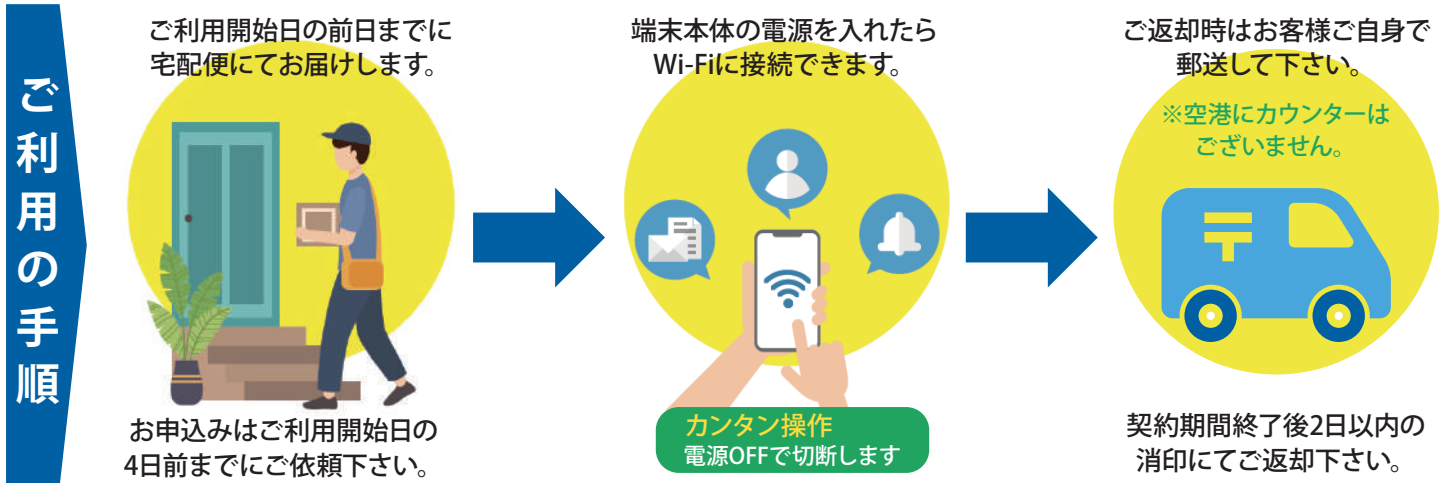 ご利用の手順
ご利用開始日の前日までに
宅配便にてお届けします。
お申込みはご利用開始日の
4日前までにご依頼下さい。
端末本体の電源を入れたら
Wi-Fiに接続できます。
カンタン操作
電源OFFで切断します
ご返却時はお客様ご自身で
郵送して下さい。
※空港にカウンターは
ございません。
〒
契約期間終了後2日以内の
消印にてご返却下さい。